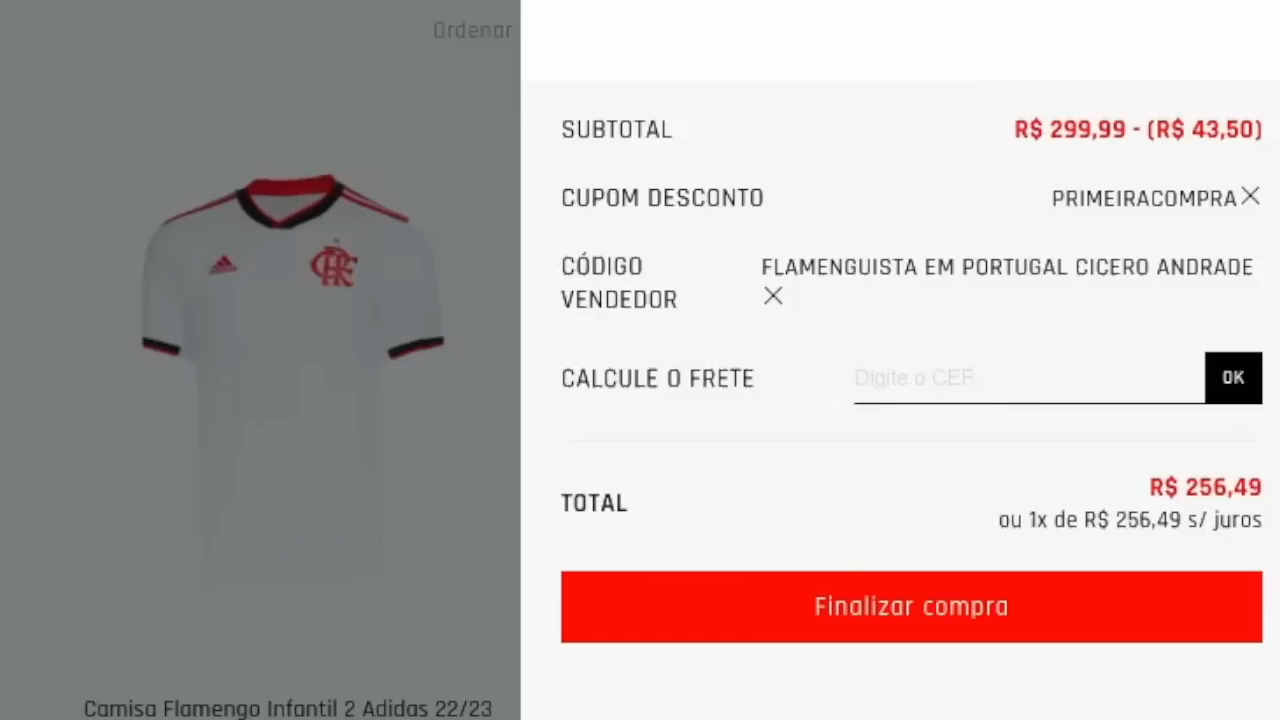 Ordenar
SUBTOTAL R$ 299,99 - (R$ 43,50)
CUPOM DESCONTO PRIMEIRACOMPRA
CÓDIGO VENDEDOR
FLAMENGUISTA EM PORTUGAL CICERO ANDRADE
CALCULE O FRETE Digite o CEP OK
TOTAL R$ 256,49
ou 1x de R$ 256,49 s/ juros
Finalizar compra
Camisa Flamengo Infantil 2 Adidas 22/23